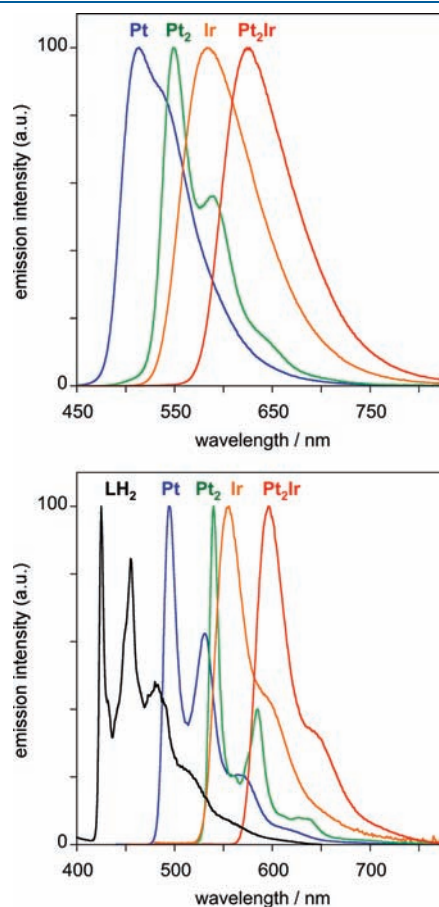 Pt Pt2 Ir Pt2Ir
100
emission intensity (a.u.)
0
450 550 650 750
wavelength / nm
LH2 Pt Pt2 Ir Pt2Ir
100
emission intensity (a.u.)
0
400 500 600 700
wavelength / nm